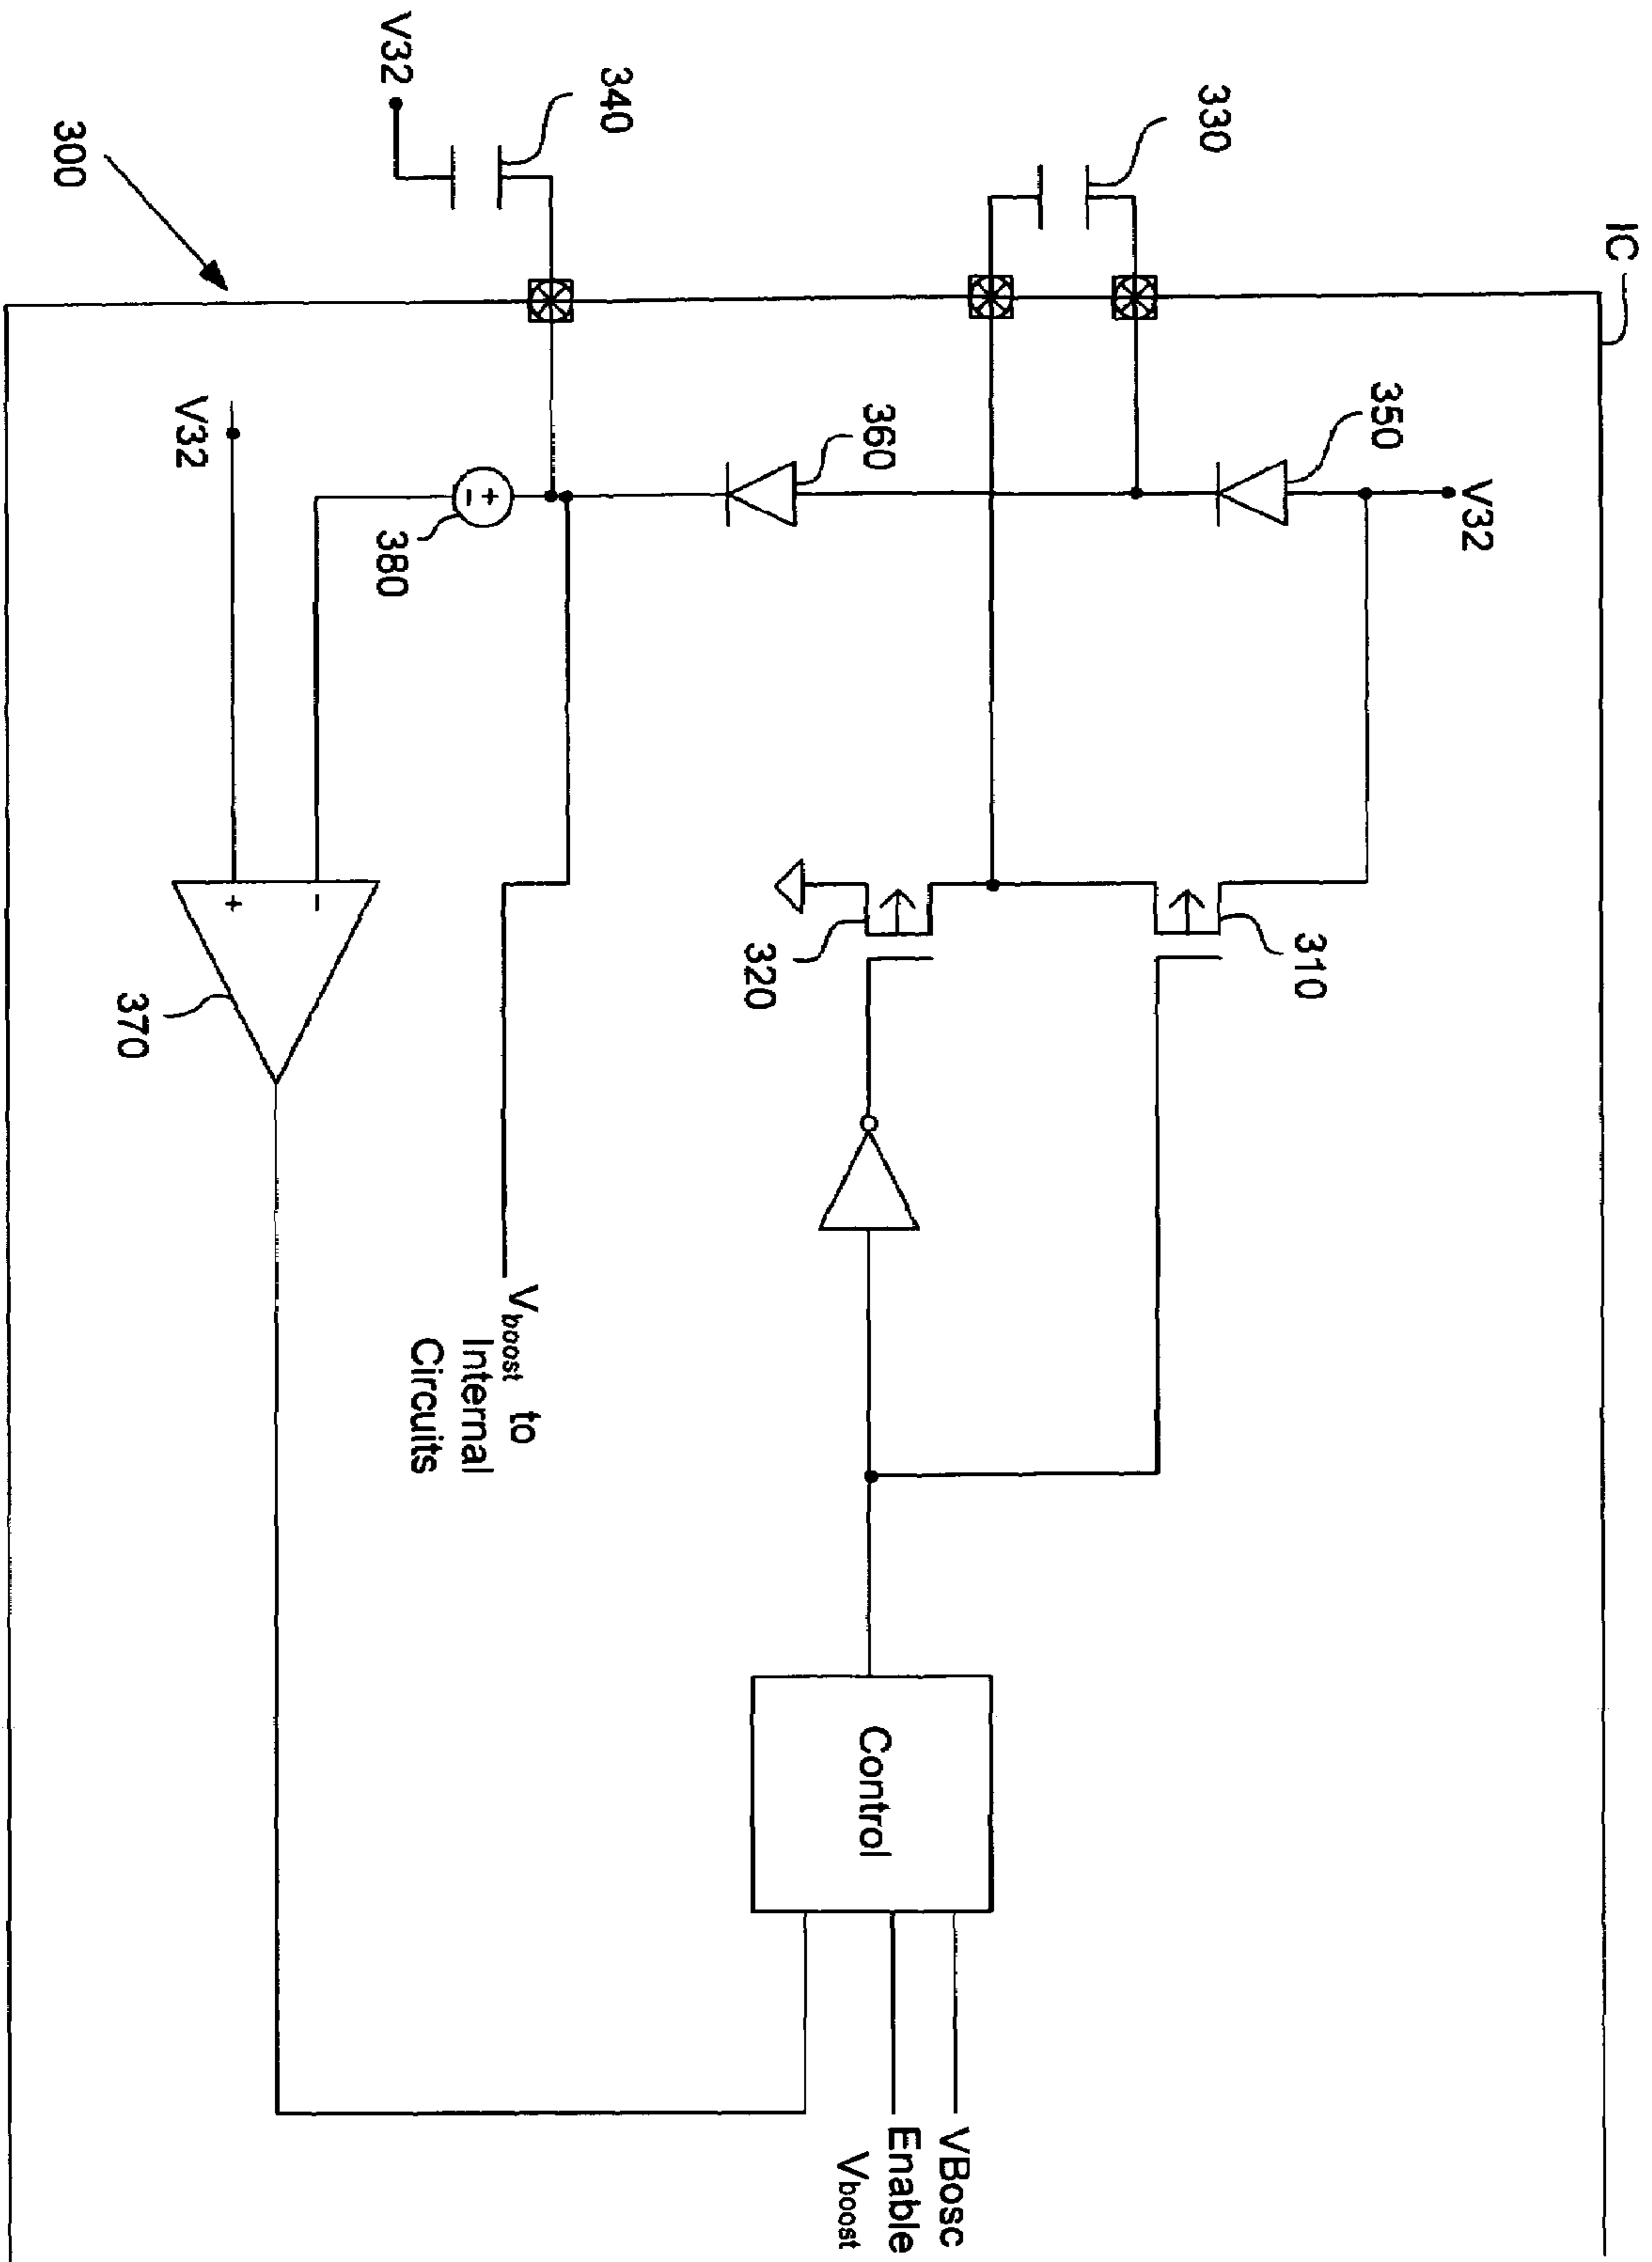 IC
V32
350
310
330
VBosc
Enable
Vboost
Control
360
320
340
Vboost to
Internal
Circuits
V32
+
-
380
-
+
V32
370
300